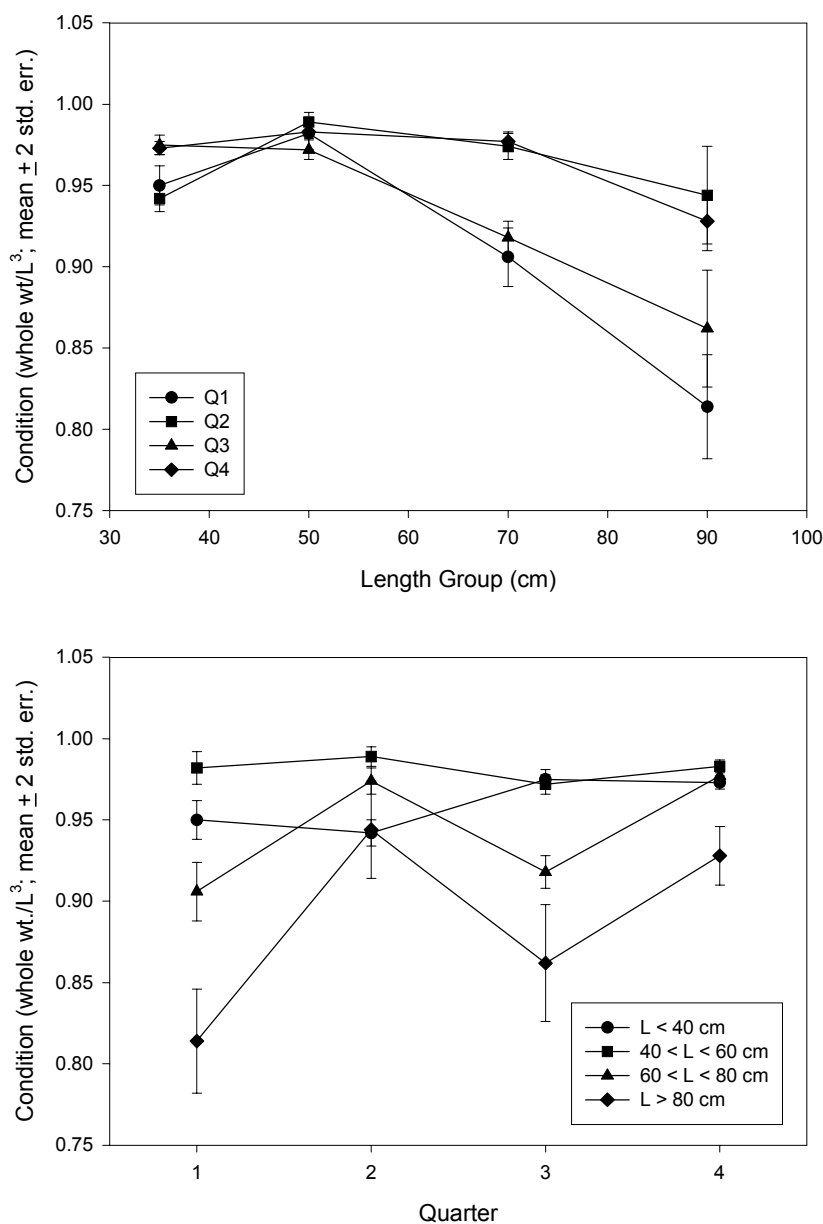 1.05
1.00
0.95
0.90
0.85
0.80
0.75
Condition (whole wt/L³; mean ± 2 std. err.)
Q1
Q2
Q3
Q4
30 40 50 60 70 80 90 100
Length Group (cm)
1.05
1.00
0.95
0.90
0.85
0.80
0.75
Condition (whole wt./L³; mean ± 2 std. err.)
L < 40 cm
40 < L < 60 cm
60 < L < 80 cm
L > 80 cm
1 2 3 4
Quarter